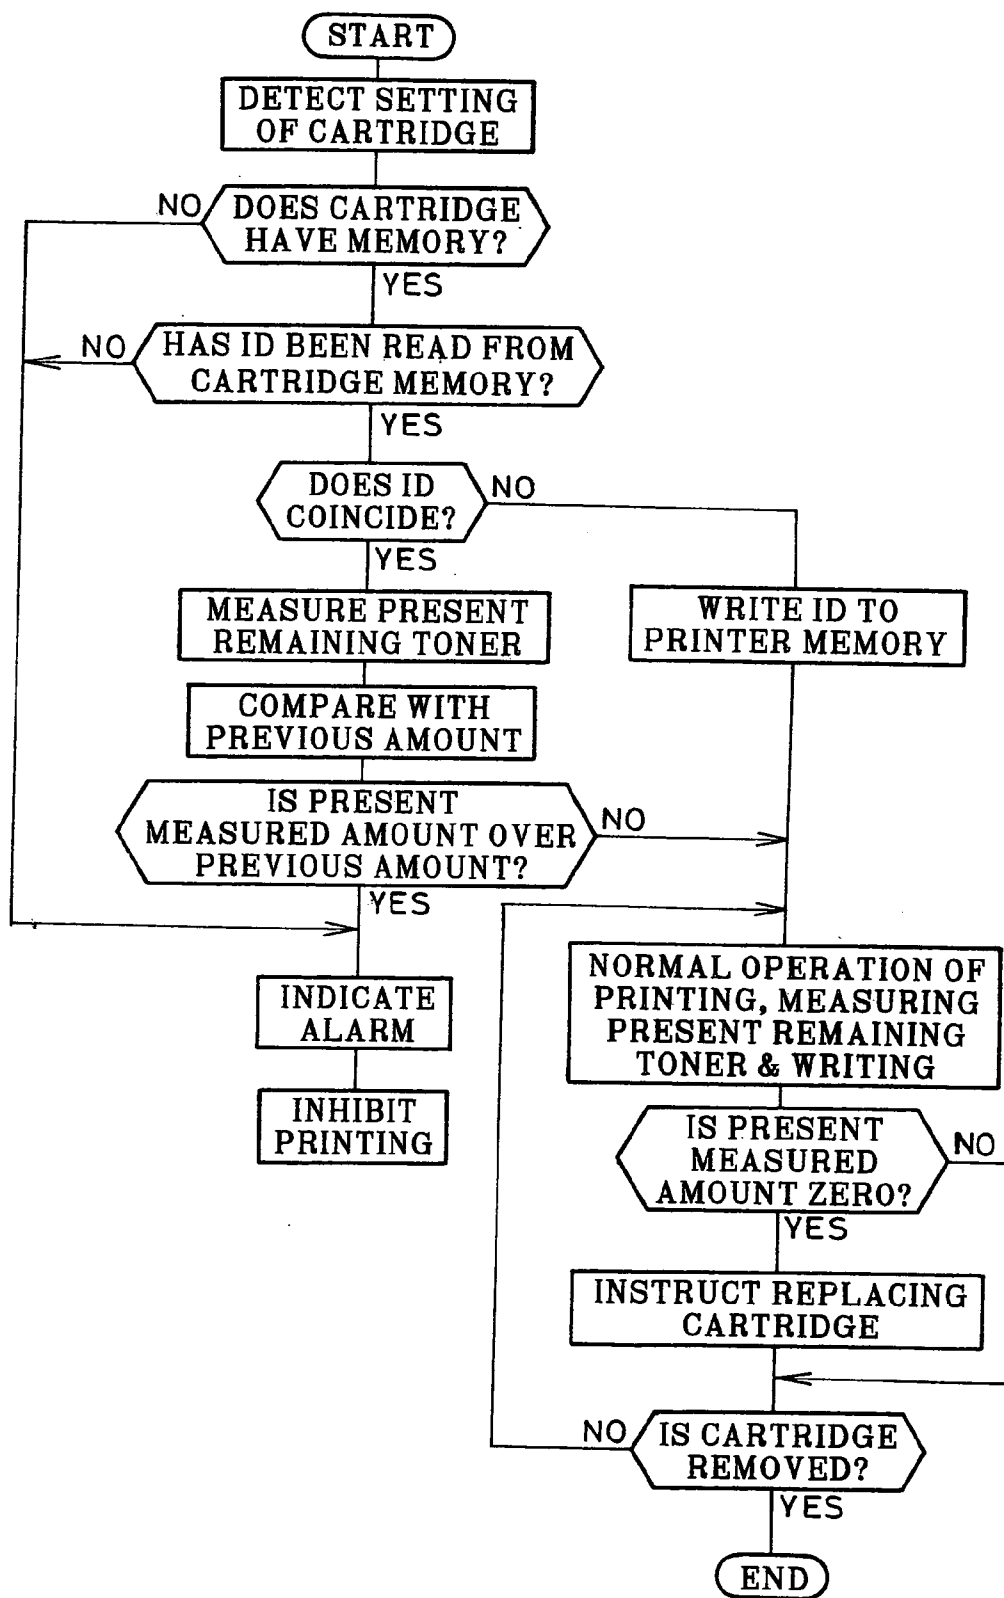 START
DETECT SETTING
OF CARTRIDGE
NO
DOES CARTRIDGE
HAVE MEMORY?
YES
NO
HAS ID BEEN READ FROM
CARTRIDGE MEMORY?
YES
DOES ID
COINCIDE?
NO
YES
MEASURE PRESENT
REMAINING TONER
WRITE ID TO
PRINTER MEMORY
COMPARE WITH
PREVIOUS AMOUNT
IS PRESENT
MEASURED AMOUNT OVER
PREVIOUS AMOUNT?
NO
YES
INDICATE
ALARM
INHIBIT
PRINTING
NORMAL OPERATION OF
PRINTING, MEASURING
PRESENT REMAINING
TONER & WRITING
IS PRESENT
MEASURED
AMOUNT ZERO?
NO
YES
INSTRUCT REPLACING
CARTRIDGE
NO
IS CARTRIDGE
REMOVED?
YES
END